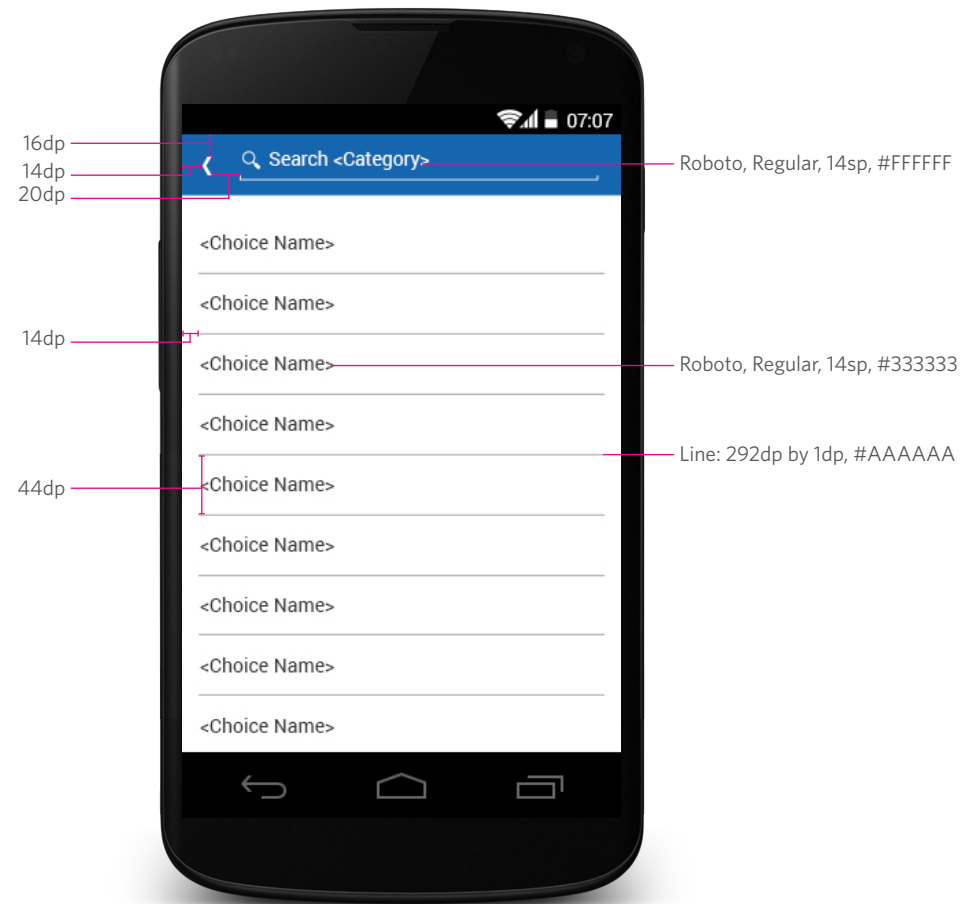 07:07
16dp
Search <Category>
Roboto, Regular, 14sp, #FFFFFF
14dp
20dp
<Choice Name>
<Choice Name>
14dp
<Choice Name>
Roboto, Regular, 14sp, #333333
<Choice Name>
Line: 292dp by 1dp, #AAAAAA
44dp
<Choice Name>
<Choice Name>
<Choice Name>
<Choice Name>
<Choice Name>